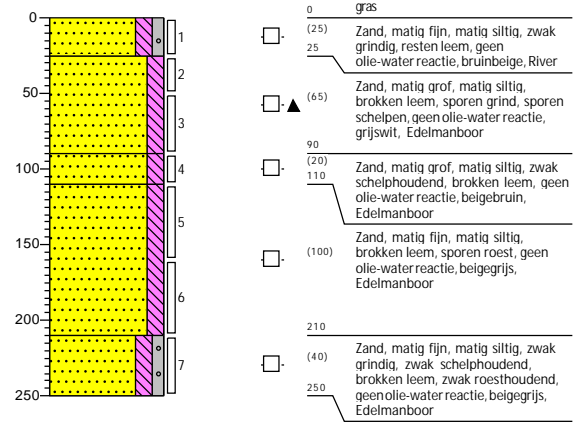 0
50
100
150
200
250
1
2
3
4
5
6
7
0
gras
(25)
Zand, matig fijn, matig siltig, zwak
grindig, resten leem, geen
olie-water reactie, bruinbeige, River
25
(65)
Zand, matig grof, matig siltig,
brokken leem, sporen grind, sporen
schelpen, geen olie-water reactie,
grijswit, Edelmanboor
90
(20)
Zand, matig grof, matig siltig, zwak
schelphoudend, brokken leem, geen
olie-water reactie, beigebruin,
Edelmanboor
110
(100)
Zand, matig fijn, matig siltig,
brokken leem, sporen roest, geen
olie-water reactie, beigegrijs,
Edelmanboor
210
(40)
Zand, matig fijn, matig siltig, zwak
grindig, zwak schelphoudend,
brokken leem, zwak roesthoudend,
geen olie-water reactie, beigegrijs,
Edelmanboor
250